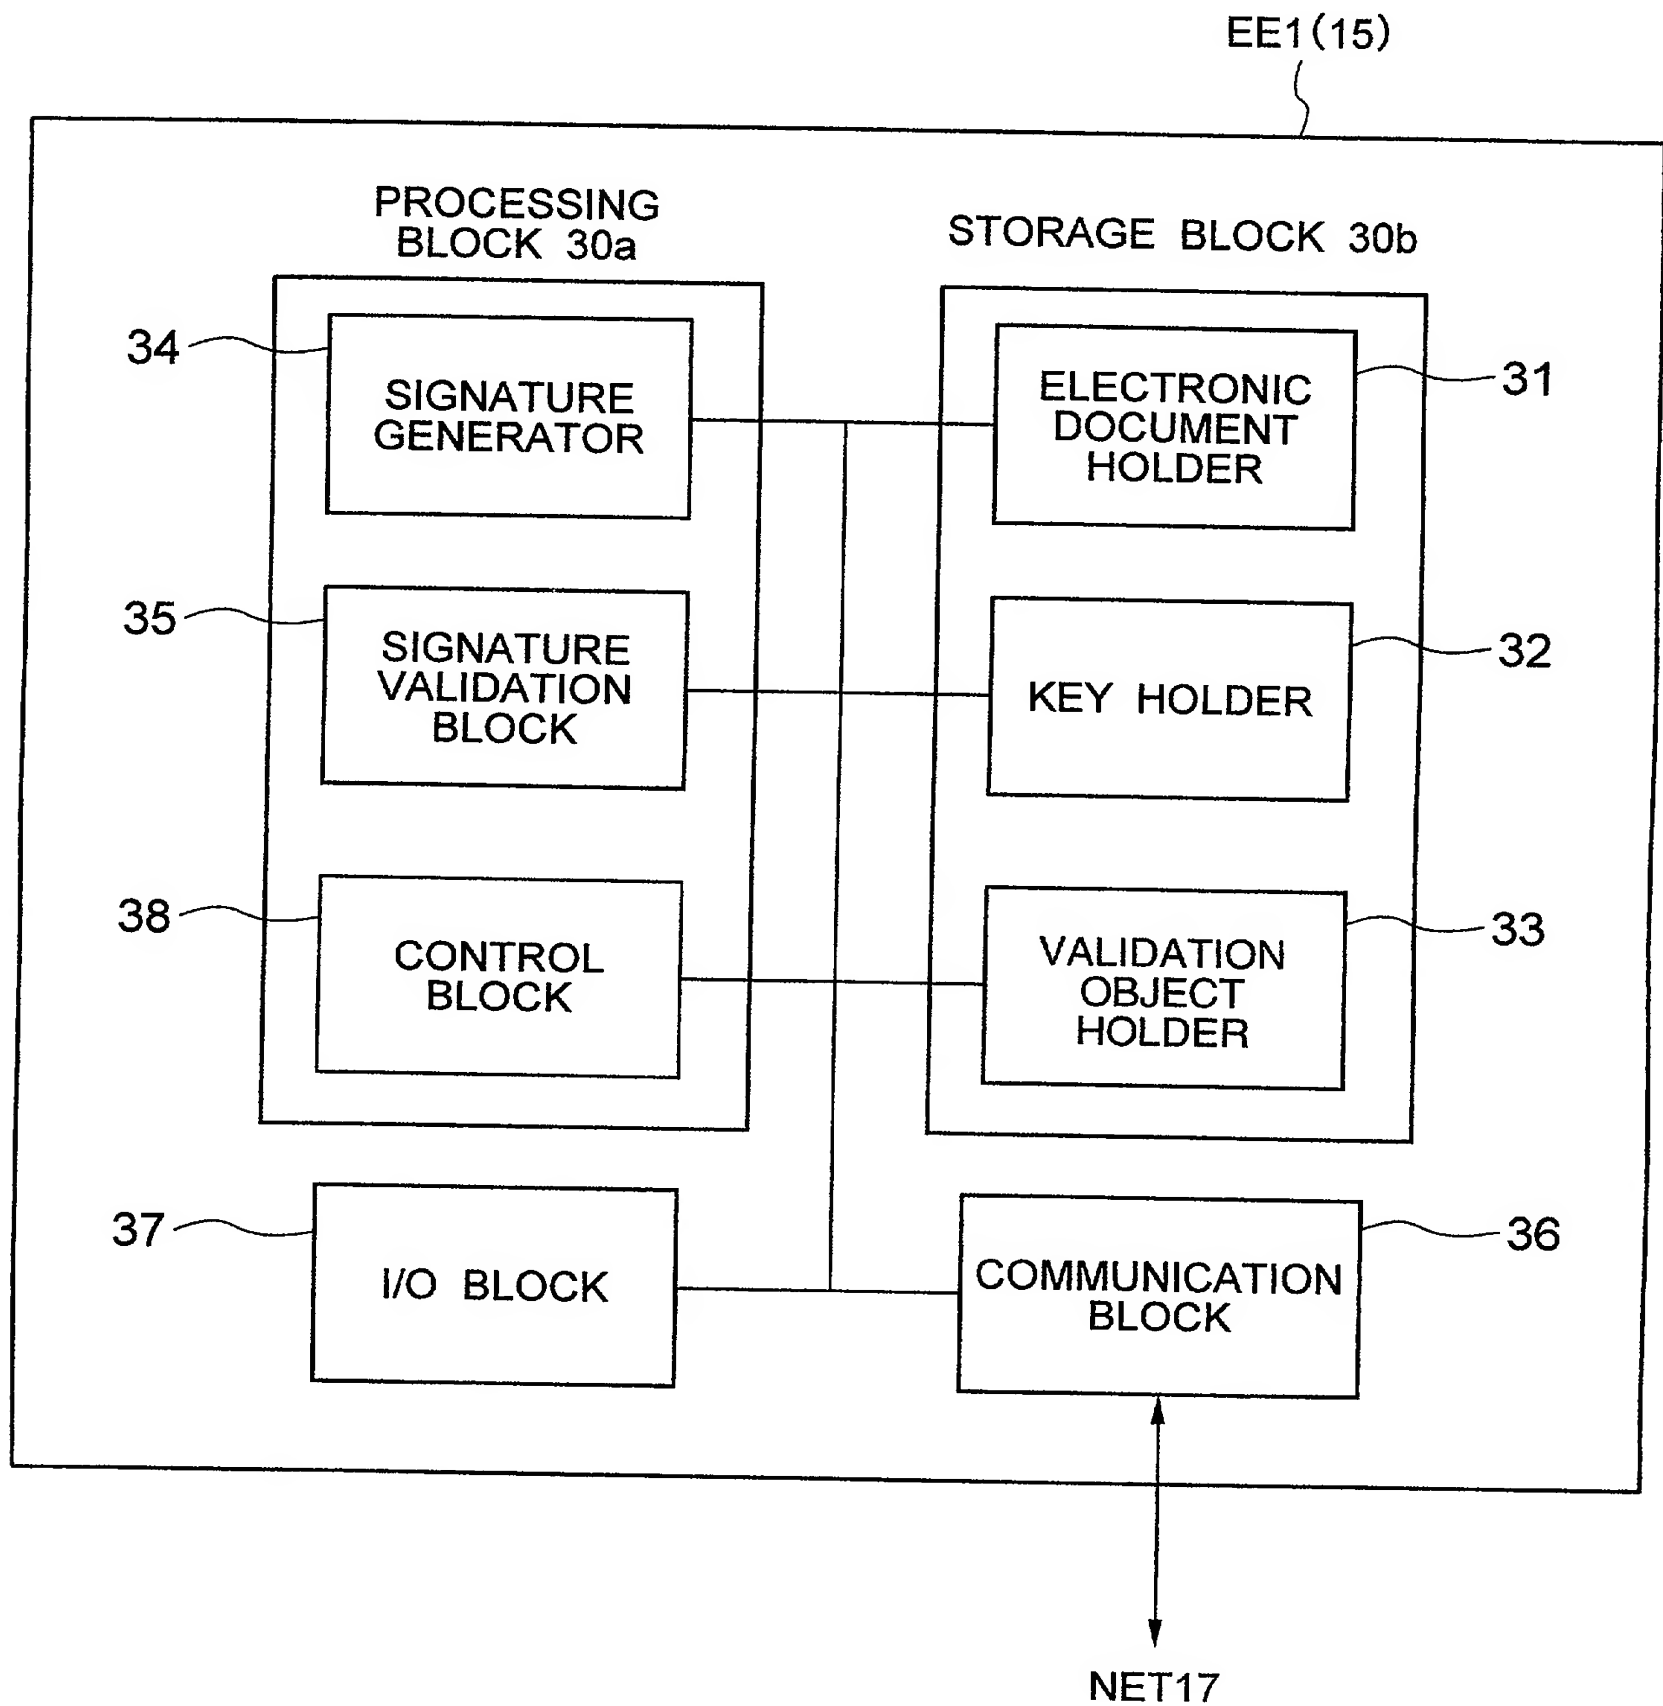 EE1(15)
PROCESSING
BLOCK 30a
STORAGE BLOCK 30b
34
SIGNATURE
GENERATOR
ELECTRONIC
DOCUMENT
HOLDER
31
35
SIGNATURE
VALIDATION
BLOCK
KEY HOLDER
32
38
CONTROL
BLOCK
VALIDATION
OBJECT
HOLDER
33
37
I/O BLOCK
COMMUNICATION
BLOCK
36
NET17